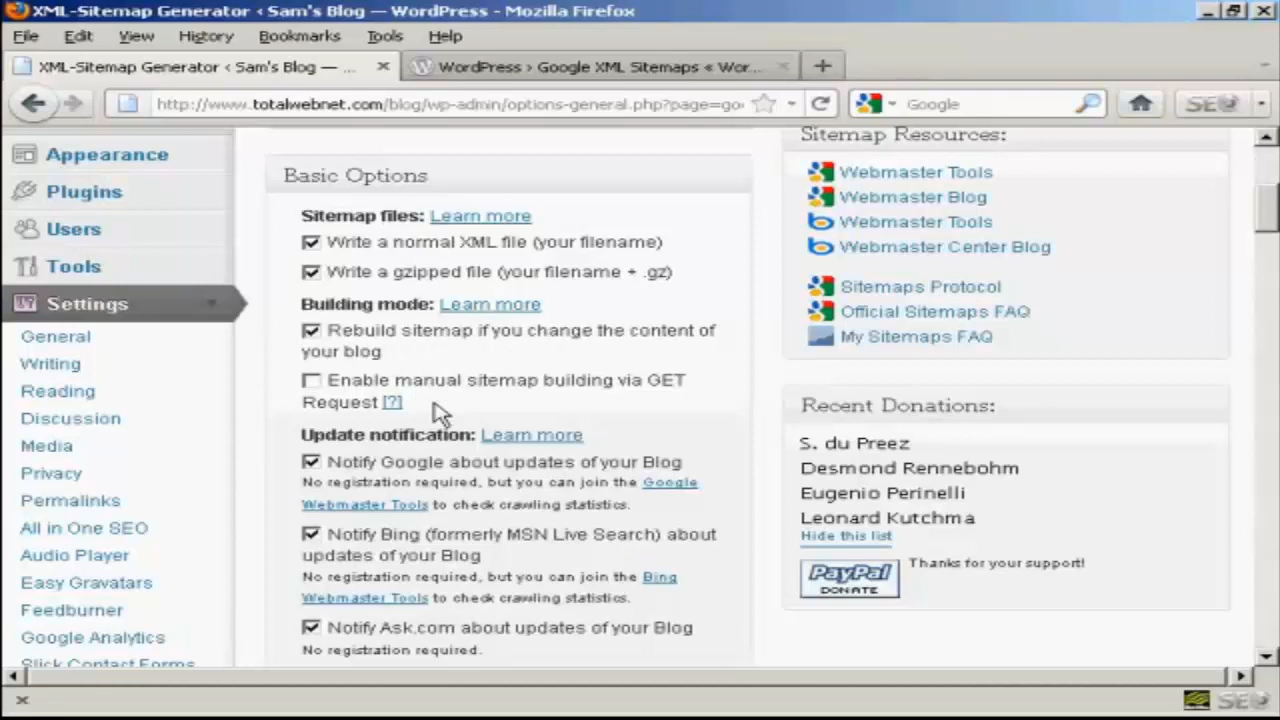 XML-Sitemap Generator ‹ Sam's Blog — WordPress - Mozilla Firefox
File Edit View History Bookmarks Tools Help
XML-Sitemap Generator ‹ Sam's Blog — ...
WordPress › Google XML Sitemaps « Wor...
http://www.totalwebnet.com/blog/wp-admin/options-general.php?page=go
Google
SEO
Appearance
Plugins
Users
Tools
Settings
General
Writing
Reading
Discussion
Media
Privacy
Permalinks
All in One SEO
Audio Player
Easy Gravatars
Feedburner
Google Analytics
Slick Contact Forms
Basic Options
Sitemap files: Learn more
Write a normal XML file (your filename)
Write a gzipped file (your filename + .gz)
Building mode: Learn more
Rebuild sitemap if you change the content of
your blog
Enable manual sitemap building via GET
Request [?]
Update notification: Learn more
Notify Google about updates of your Blog
No registration required, but you can join the Google
Webmaster Tools to check crawling statistics.
Notify Bing (formerly MSN Live Search) about
updates of your Blog
No registration required, but you can join the Bing
Webmaster Tools to check crawling statistics.
Notify Ask.com about updates of your Blog
No registration required.
Sitemap Resources:
Webmaster Tools
Webmaster Blog
Webmaster Tools
Webmaster Center Blog
Sitemaps Protocol
Official Sitemaps FAQ
My Sitemaps FAQ
Recent Donations:
S. du Preez
Desmond Rennebohm
Eugenio Perinelli
Leonard Kutchma
Hide this list
PayPal
DONATE
Thanks for your support!
SEO